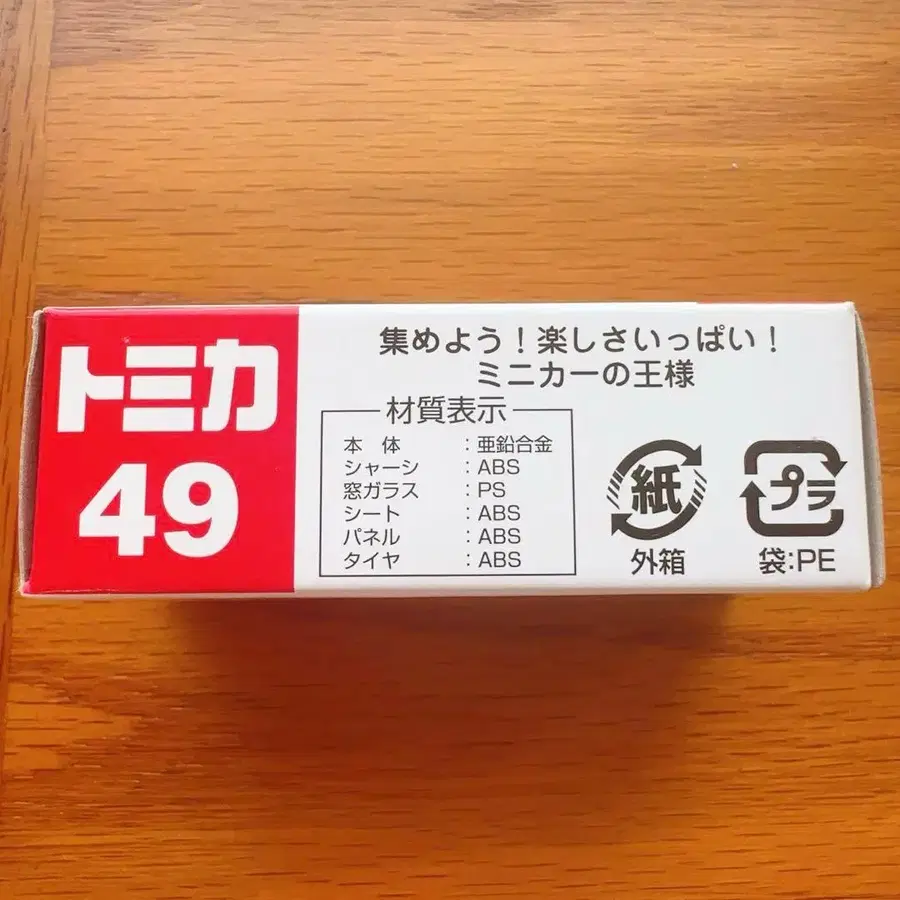 トミカ
49
集めよう！楽しさいっぱい！
ミニカーの王様
材質表示
本　体　：亜鉛合金
シャーシ　：ABS
窓ガラス　：PS
シート　：ABS
パネル　：ABS
タイヤ　：ABS
紙
外箱
プラ
袋：PE